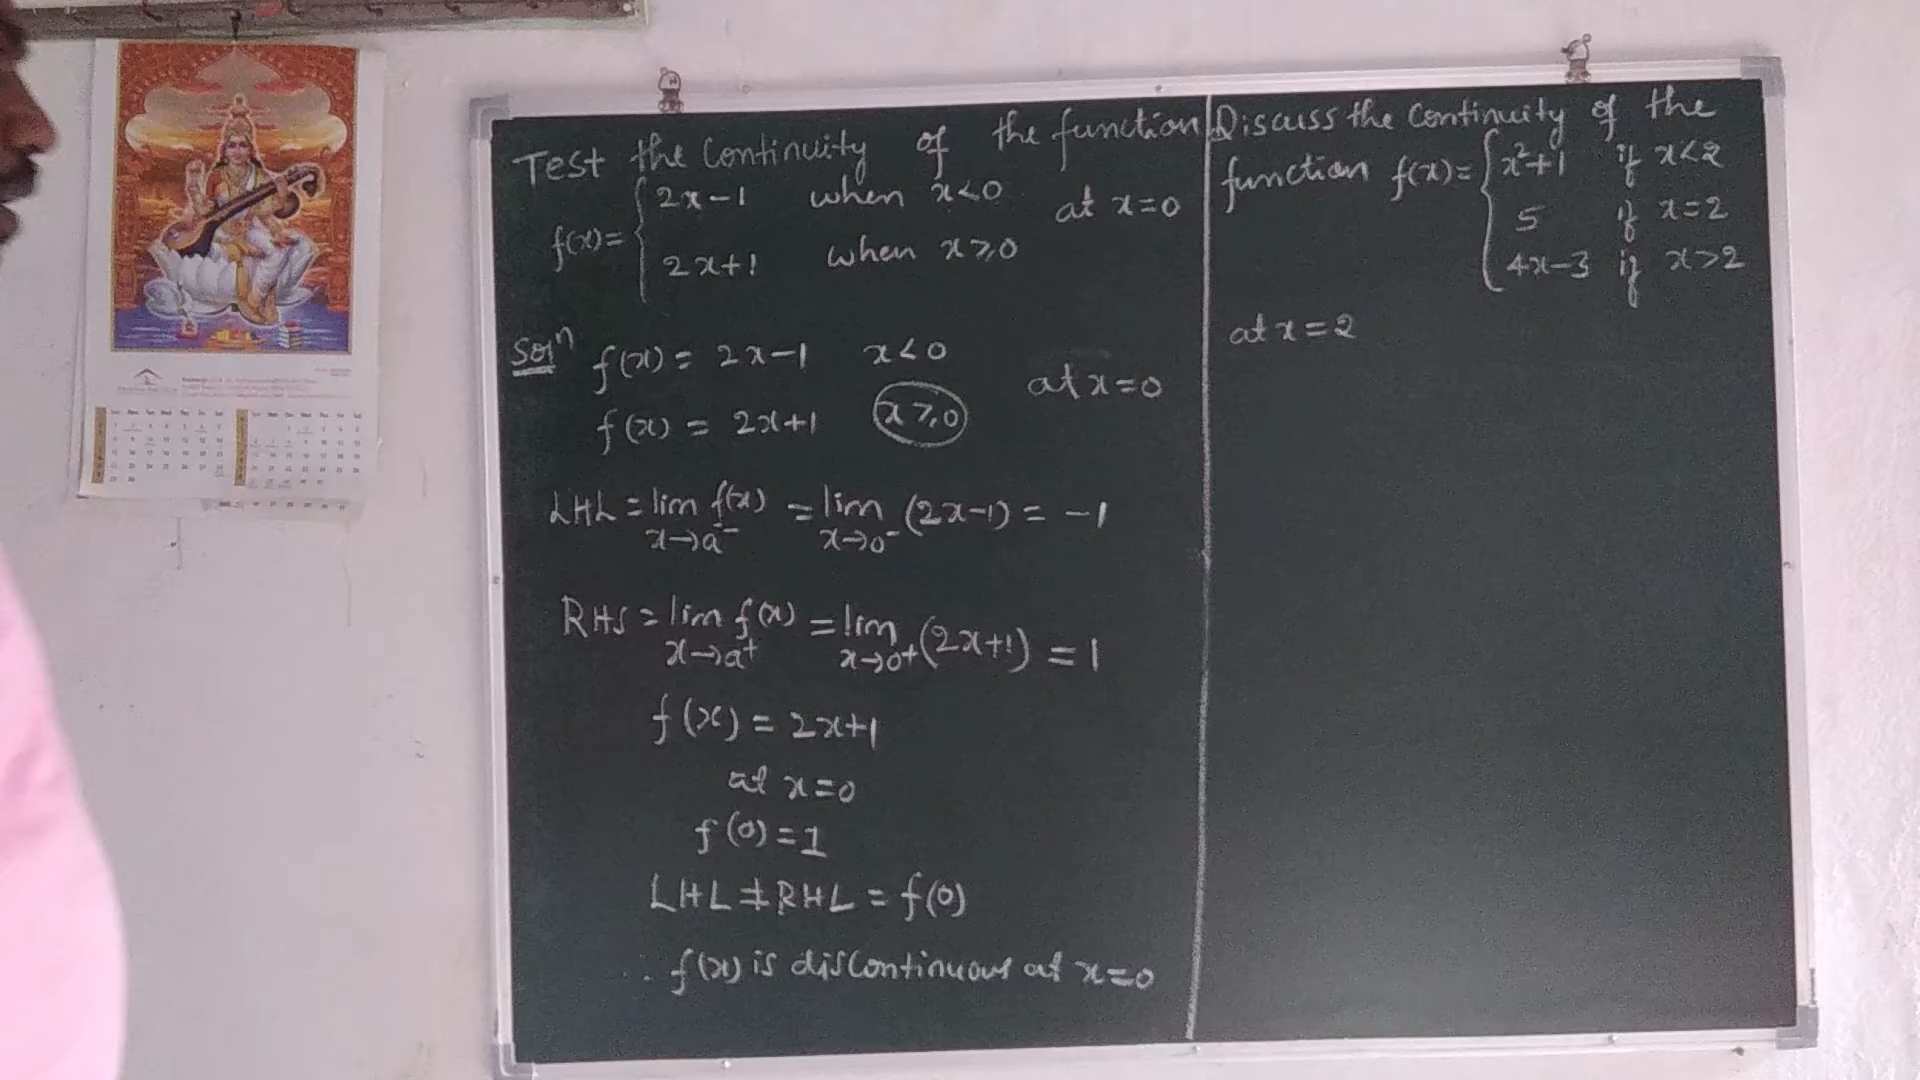 Test the Continuity of the function
f(x) = { 2x-1 when x<0
2x+1 when x≥0
at x=0
Soln f(x) = 2x-1 x<0
f(x) = 2x+1 x≥0
at x=0
LHL = lim f(x) = lim (2x-1) = -1
x→a⁻ x→0⁻
RHS = lim f(x) = lim (2x+1) = 1
x→a⁺ x→0+
f(x) = 2x+1
at x=0
f(0)=1
LHL ≠ RHL = f(0)
f(x) is discontinuous at x=0
Discuss the Continuity of the
function f(x) = { x²+1 if x<2
5 if x=2
4x-3 if x>2
at x=2